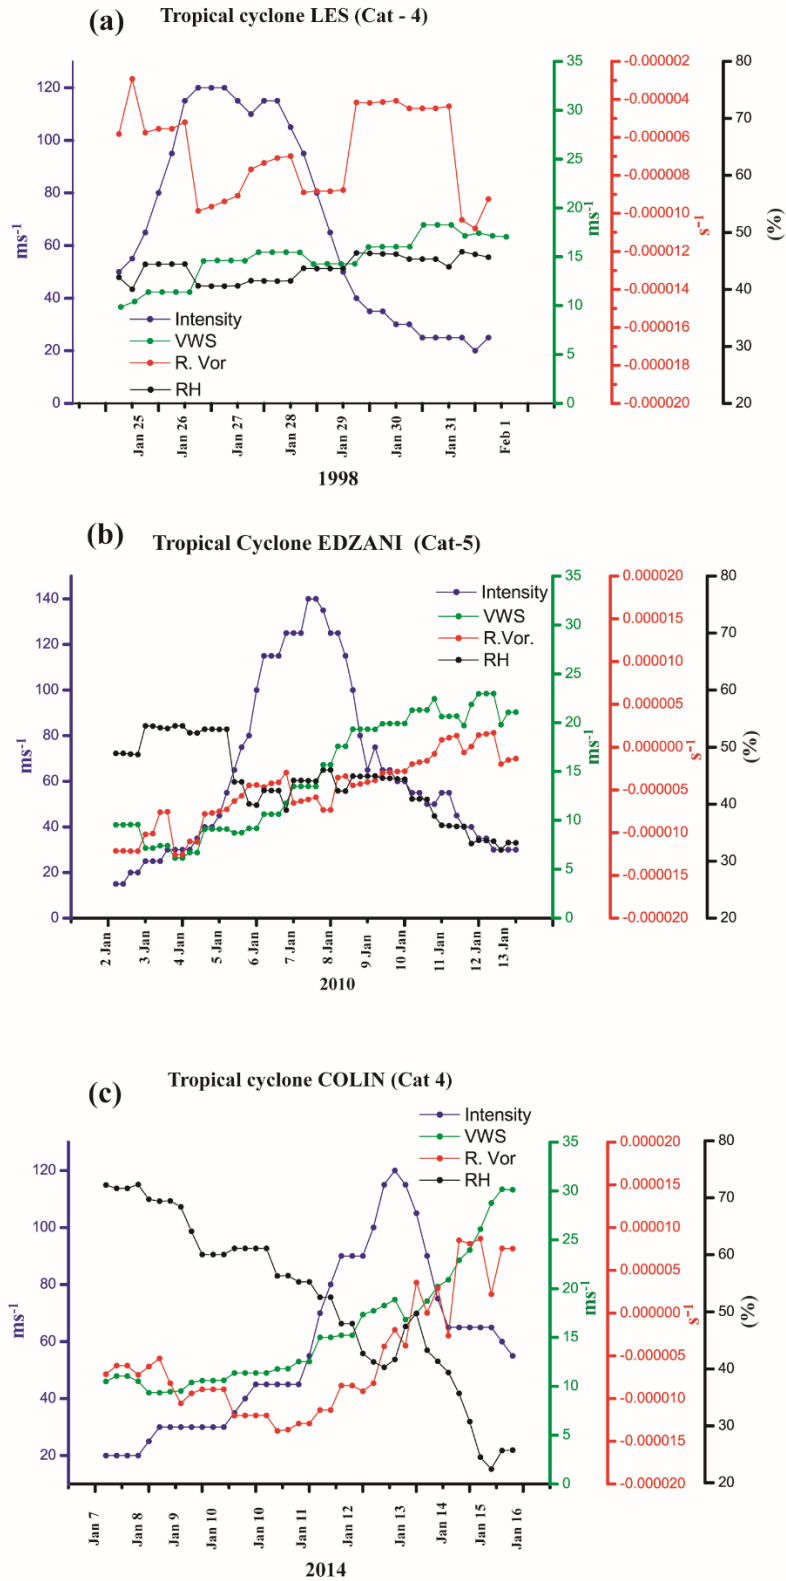 (a)
Tropical cyclone LES (Cat - 4)
120
100
80
60
40
20
0
ms⁻¹
35
30
25
20
15
10
5
0
ms⁻¹
-0.000002
-0.000004
-0.000006
-0.000008
-0.000010
-0.000012
-0.000014
-0.000016
-0.000018
-0.000020
s⁻¹
80
70
60
50
40
30
20
(%)
Intensity
VWS
R. Vor
RH
Jan 25
Jan 26
Jan 27
Jan 28
Jan 29
Jan 30
Jan 31
Feb 1
1998
(b)
Tropical Cyclone EDZANI (Cat-5)
140
120
100
80
60
40
20
0
ms⁻¹
Intensity
VWS
R.Vor.
RH
35
30
25
20
15
10
5
0
ms⁻¹
0.000020
0.000015
0.000010
0.000005
0.000000
-0.000005
-0.000010
-0.000015
-0.000020
s⁻¹
80
70
60
50
40
30
20
(%)
2 Jan
3 Jan
4 Jan
5 Jan
6 Jan
7 Jan
8 Jan
9 Jan
10 Jan
11 Jan
12 Jan
13 Jan
2010
(c)
Tropical cyclone COLIN (Cat 4)
Intensity
VWS
R. Vor
RH
120
100
80
60
40
20
ms⁻¹
35
30
25
20
15
10
5
0
ms⁻¹
0.000020
0.000015
0.000010
0.000005
0.000000
-0.000005
-0.000010
-0.000015
-0.000020
s⁻¹
80
70
60
50
40
30
20
(%)
Jan 7
Jan 8
Jan 9
Jan 10
Jan 10
Jan 11
Jan 12
Jan 13
Jan 14
Jan 15
Jan 16
2014